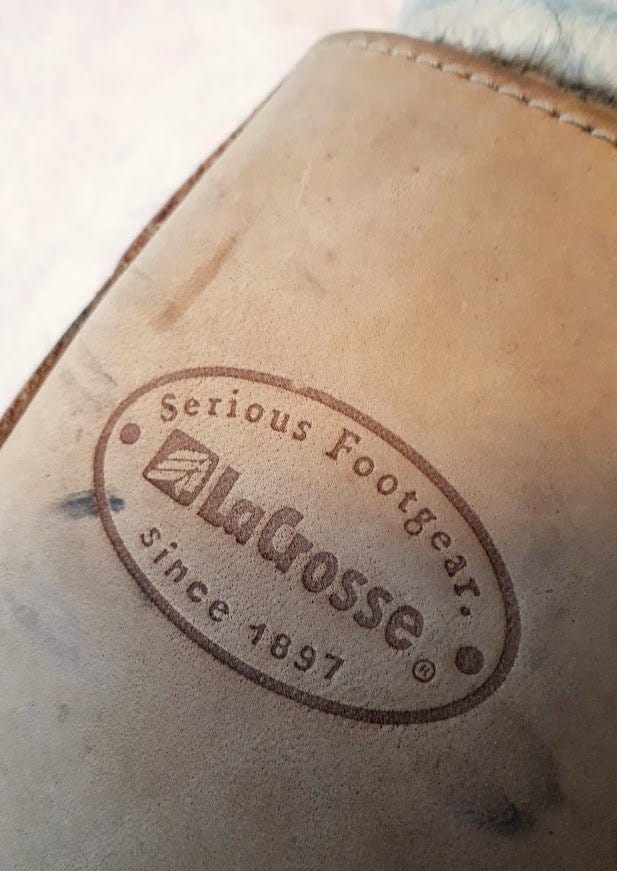 Serious Footgear.
LaCrosse
since 1897 ®